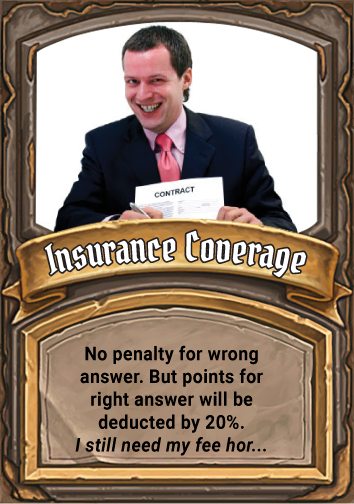 CONTRACT
Insurance Coverage
No penalty for wrong
answer. But points for
right answer will be
deducted by 20%.
I still need my fee hor...